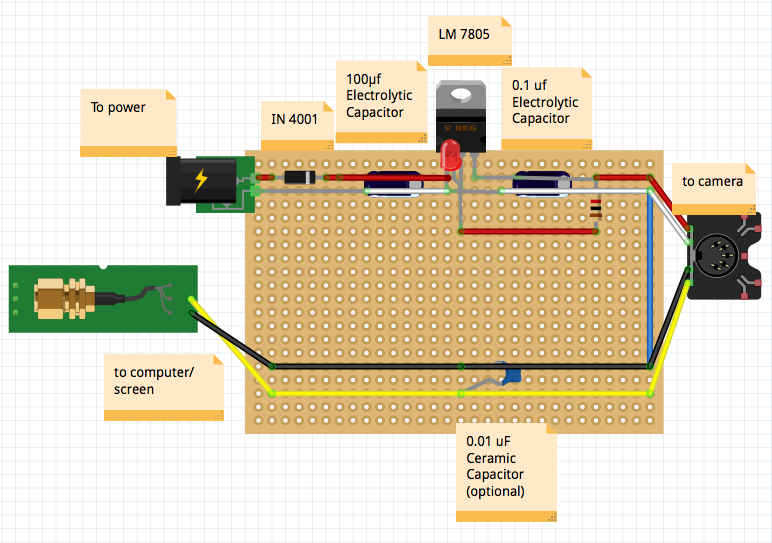 LM 7805
100µf
Electrolytic
Capacitor
0.1 uf
Electrolytic
Capacitor
To power
IN 4001
V REG
to camera
to computer/
screen
0.01 uF
Ceramic
Capacitor
(optional)